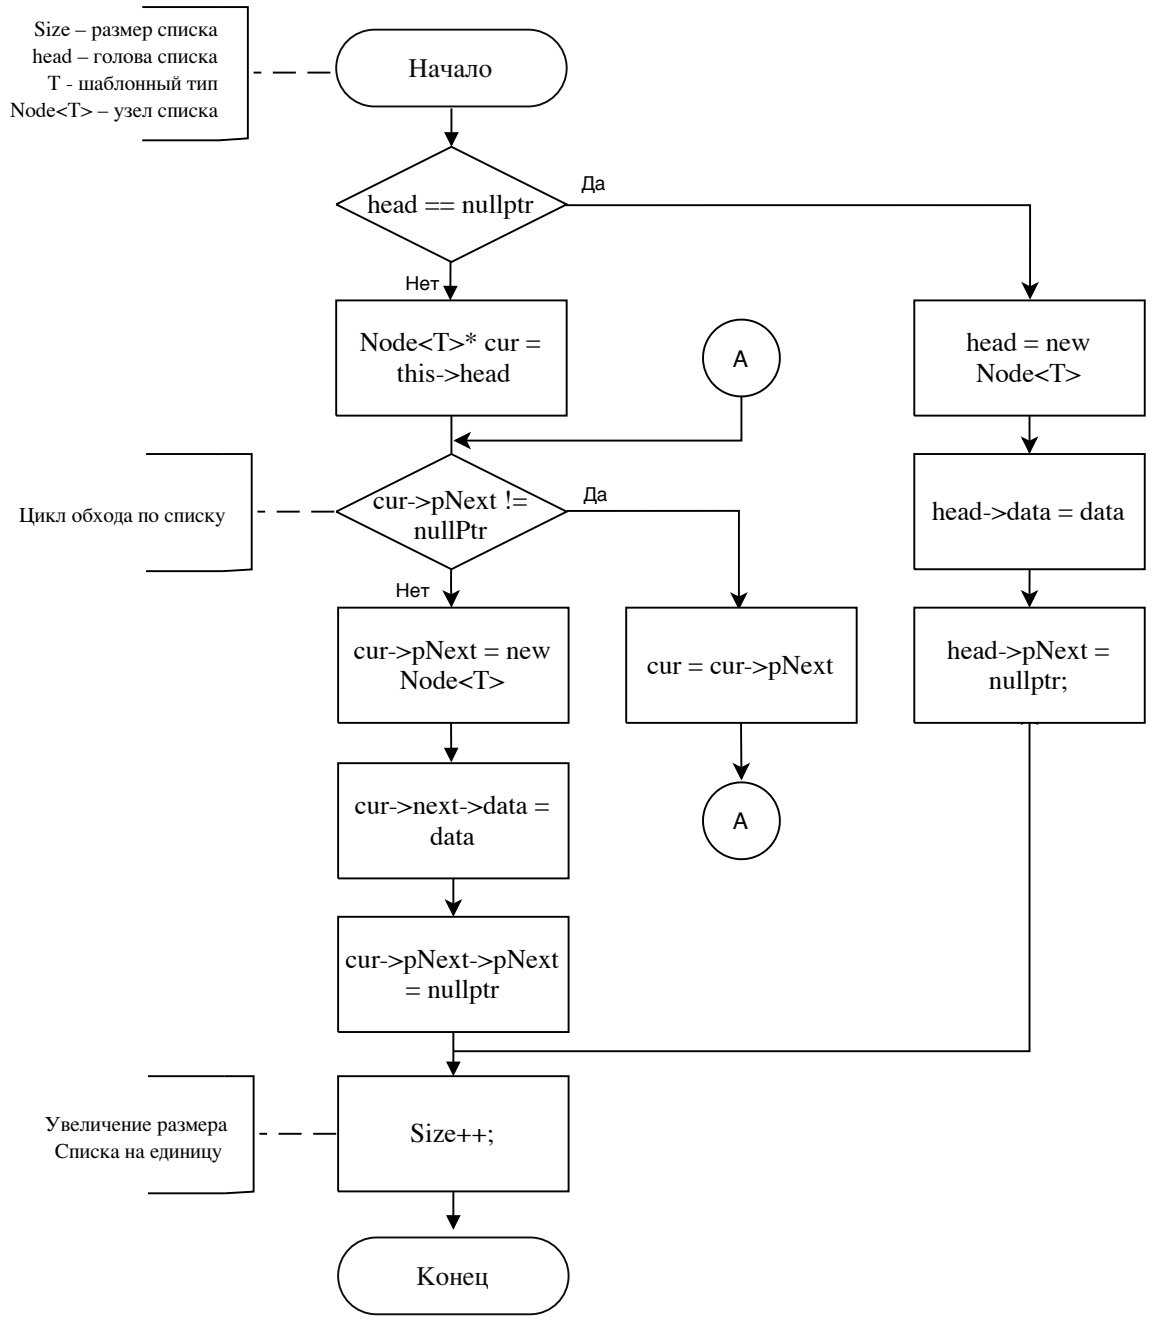 Size – размер списка
head – голова списка
T - шаблонный тип
Node<T> – узел списка
Начало
head == nullptr
Да
Нет
Node<T>* cur =
this->head
A
head = new
Node<T>
Цикл обхода по списку
cur->pNext !=
nullPtr
Да
head->data = data
Нет
cur->pNext = new
Node<T>
cur = cur->pNext
head->pNext =
nullptr;
cur->next->data =
data
A
cur->pNext->pNext
= nullptr
Увеличение размера
Списка на единицу
Size++;
Конец